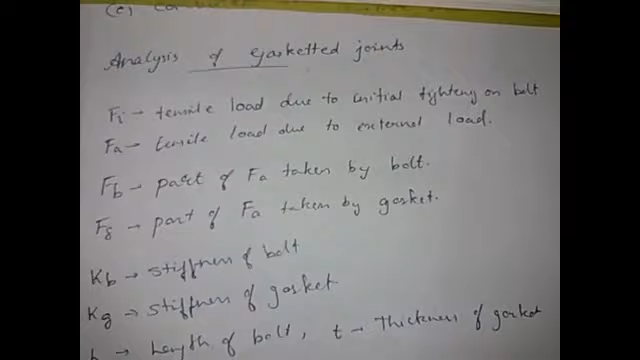 (e) Combined
Analysis of Gasketted joints
Fi → tensile load due to initial tighteng on bolt
Fa → tensile load due to external load.
Fb → part of Fa taken by bolt.
Fg → part of Fa taken by gasket.
Kb → stiffness of bolt
Kg → stiffness of gasket
→ Length of bolt, t → Thickness of gasket